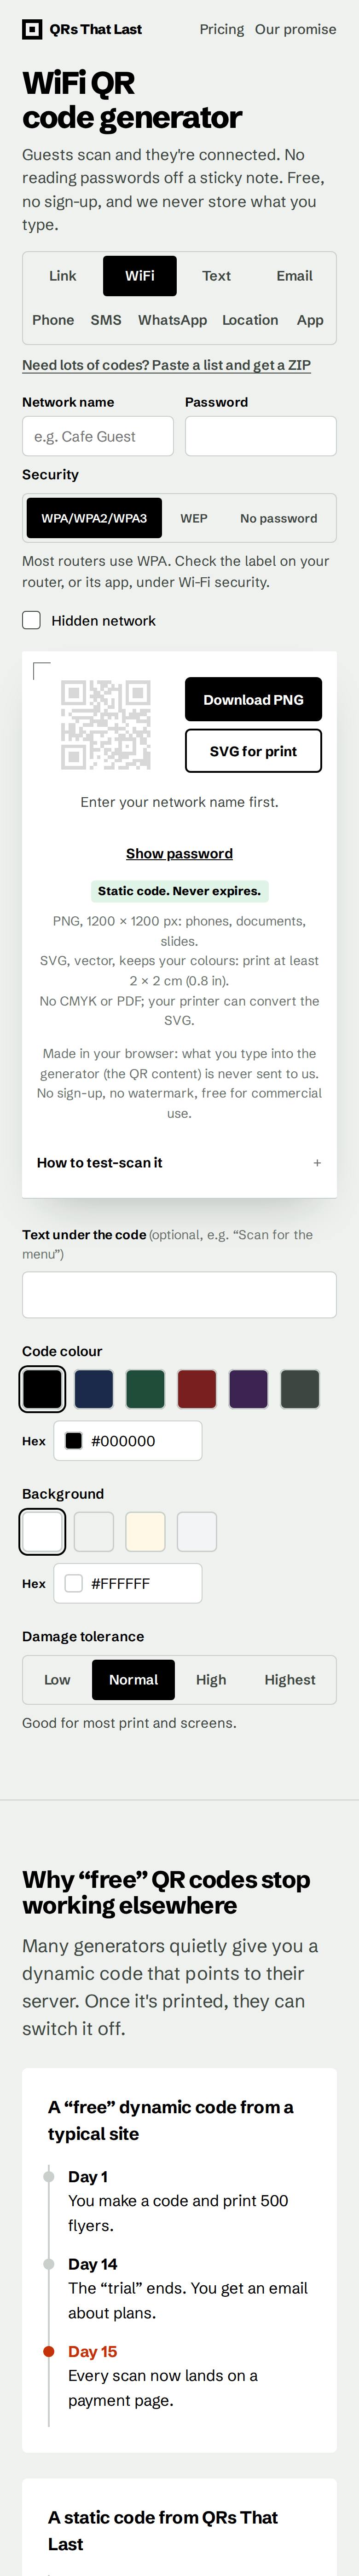 QRs That Last
Pricing
Our promise
WiFi QR
code generator
Guests scan and they're connected. No
reading passwords off a sticky note. Free,
no sign-up, and we never store what you
type.
Link
WiFi
Text
Email
Phone
SMS
WhatsApp
Location
App
Need lots of codes? Paste a list and get a ZIP
Network name
Password
e.g. Cafe Guest
Security
WPA/WPA2/WPA3
WEP
No password
Most routers use WPA. Check the label on your
router, or its app, under Wi-Fi security.
Hidden network
Download PNG
SVG for print
Enter your network name first.
Show password
Static code. Never expires.
PNG, 1200 × 1200 px: phones, documents,
slides.
SVG, vector, keeps your colours: print at least
2 × 2 cm (0.8 in).
No CMYK or PDF; your printer can convert the
SVG.
Made in your browser: what you type into the
generator (the QR content) is never sent to us.
No sign-up, no watermark, free for commercial
use.
How to test-scan it
+
Text under the code (optional, e.g. “Scan for the
menu”)
Code colour
Hex
#000000
Background
Hex
#FFFFFF
Damage tolerance
Low
Normal
High
Highest
Good for most print and screens.
Why “free” QR codes stop
working elsewhere
Many generators quietly give you a
dynamic code that points to their
server. Once it's printed, they can
switch it off.
A “free” dynamic code from a
typical site
Day 1
You make a code and print 500
flyers.
Day 14
The “trial” ends. You get an email
about plans.
Day 15
Every scan now lands on a
payment page.
A static code from QRs That
Last